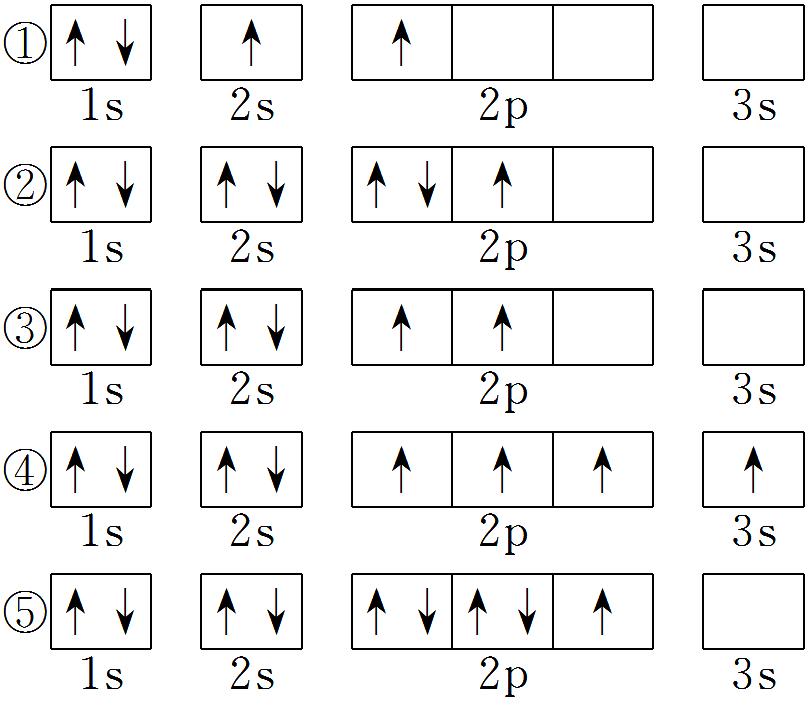 ① ↑ ↓ ↑ ↑
1s 2s 2p 3s
② ↑ ↓ ↑ ↓ ↑ ↓ ↑
1s 2s 2p 3s
③ ↑ ↓ ↑ ↓ ↑ ↑
1s 2s 2p 3s
④ ↑ ↓ ↑ ↓ ↑ ↑ ↑ ↑
1s 2s 2p 3s
⑤ ↑ ↓ ↑ ↓ ↑ ↓ ↑ ↓ ↑
1s 2s 2p 3s